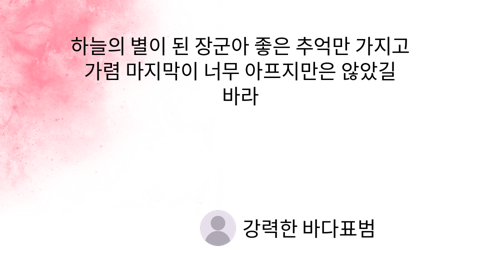 하늘의 별이 된 장군아 좋은 추억만 가지고
가렴 마지막이 너무 아프지만은 않았길
바라
강력한 바다표범